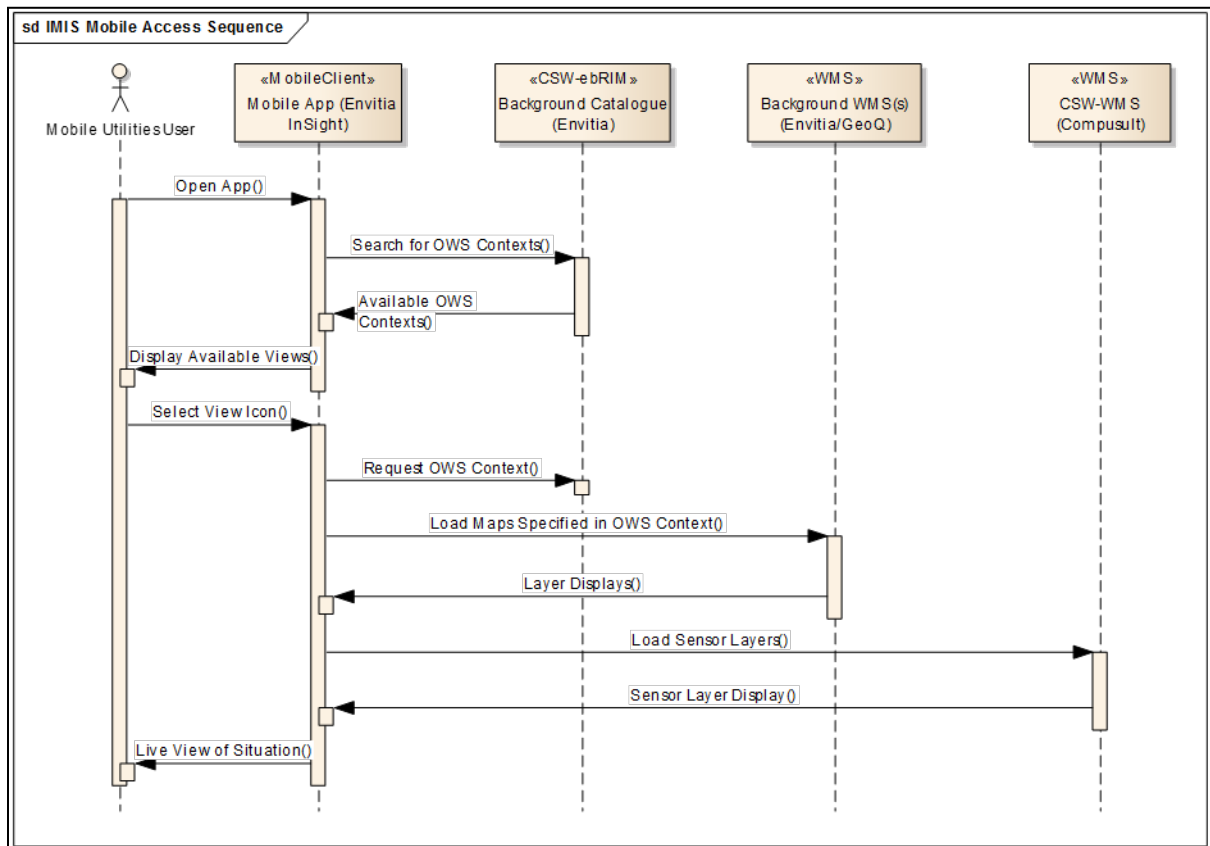 sd IMIS Mobile Access Sequence
Mobile Utilities User
«MobileClient»
Mobile App (Envitia
InSight)
«CSW-ebRIM»
Background Catalogue
(Envitia)
«WMS»
Background WMS(s)
(Envitia/GeoQ)
«WMS»
CSW-WMS
(Compusult)
Open App()
Search for OWS Contexts()
Available OWS
Contexts()
Display Available Views()
Select View Icon()
Request OWS Context()
Load Maps Specified in OWS Context()
Layer Displays()
Load Sensor Layers()
Sensor Layer Display()
Live View of Situation()